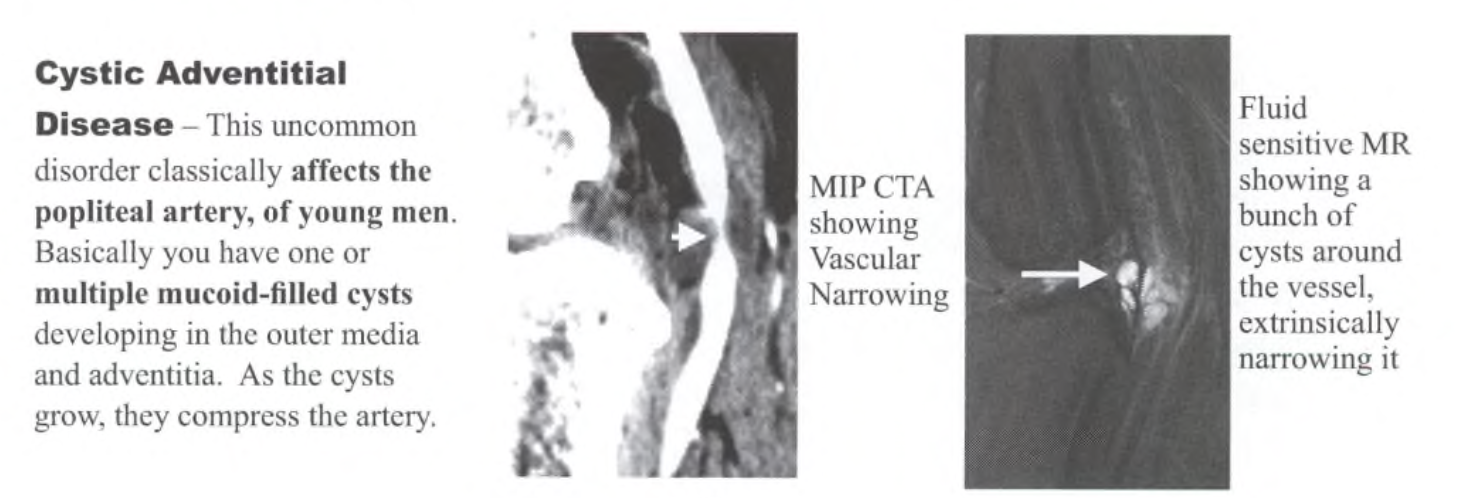 Cystic Adventitial
Disease – This uncommon
disorder classically affects the
popliteal artery, of young men.
Basically you have one or
multiple mucoid-filled cysts
developing in the outer media
and adventitia.  As the cysts
grow, they compress the artery.
MIP CTA
showing
Vascular
Narrowing
Fluid
sensitive MR
showing a
bunch of
cysts around
the vessel,
extrinsically
narrowing it